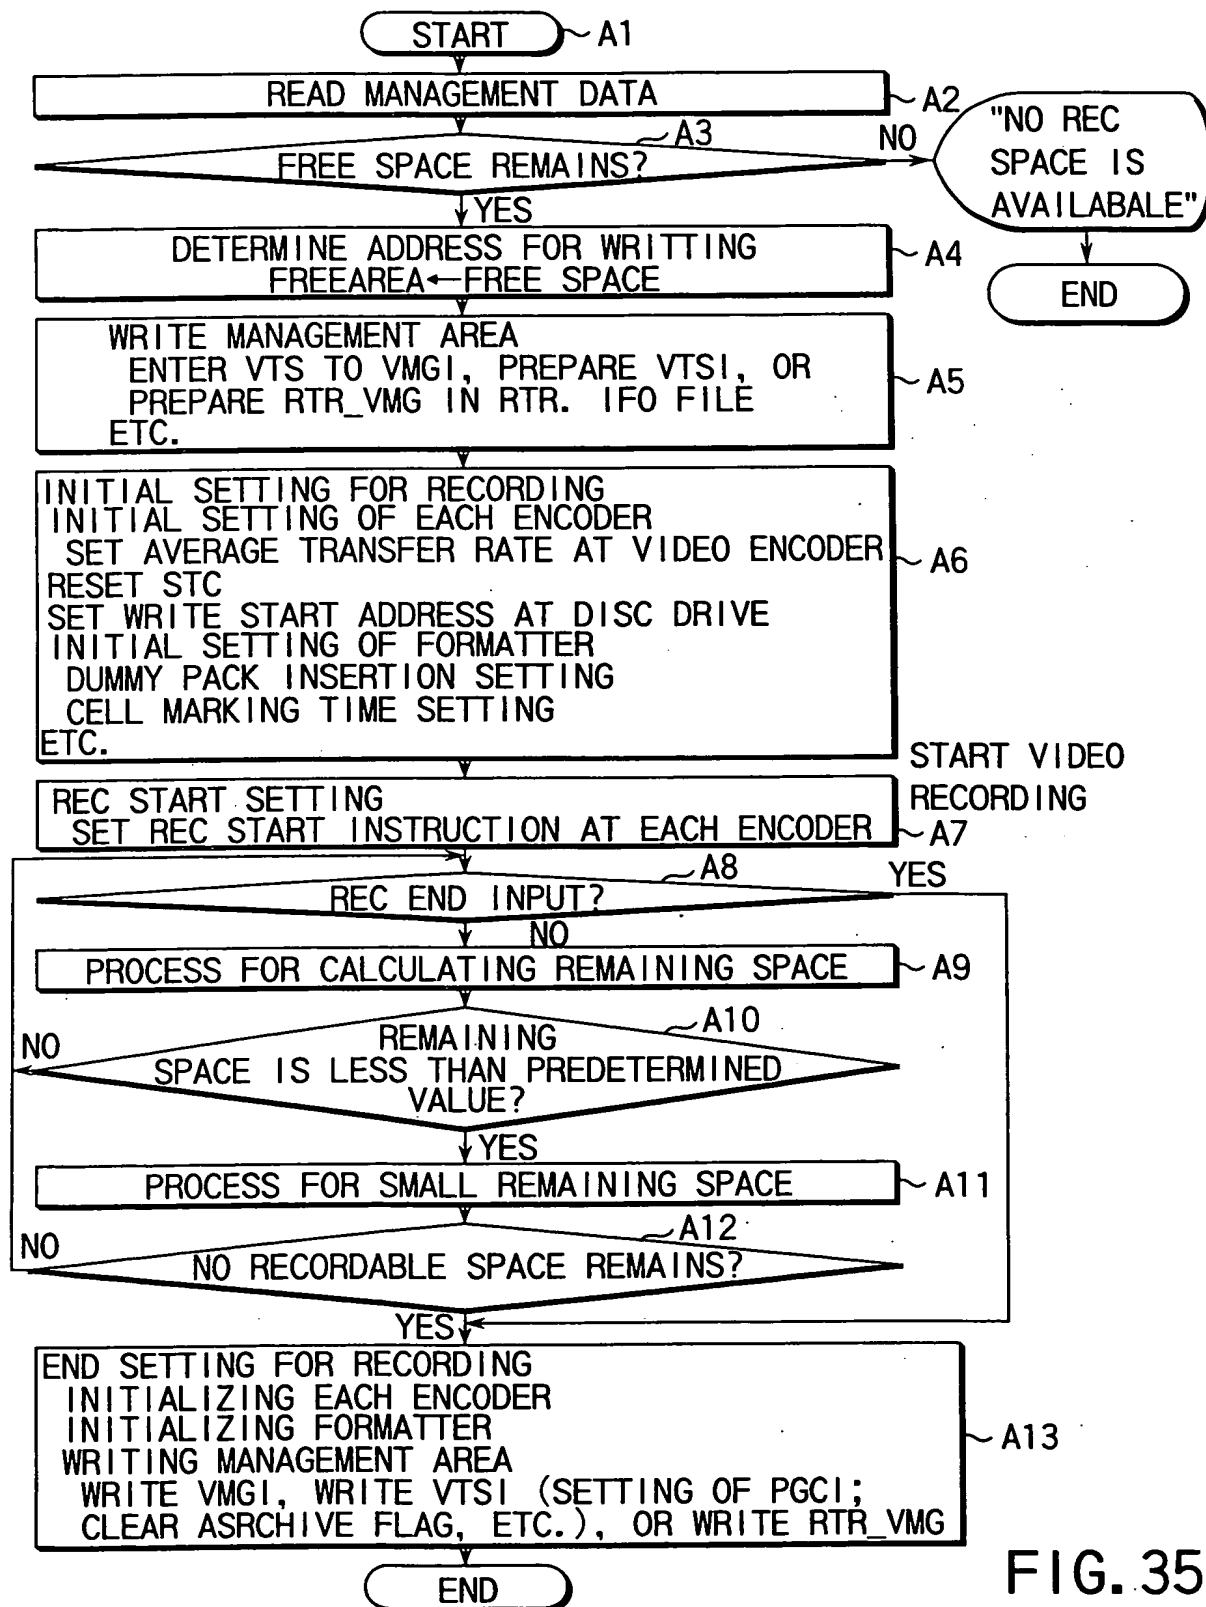 START
A1
READ MANAGEMENT DATA
A2
A3
FREE SPACE REMAINS?
NO
"NO REC
SPACE IS
AVAILABALE"
END
YES
DETERMINE ADDRESS FOR WRITTING
FREEAREA←FREE SPACE
A4
WRITE MANAGEMENT AREA
ENTER VTS TO VMGI, PREPARE VTSI, OR
PREPARE RTR_VMG IN RTR. IFO FILE
ETC.
A5
INITIAL SETTING FOR RECORDING
INITIAL SETTING OF EACH ENCODER
SET AVERAGE TRANSFER RATE AT VIDEO ENCODER
RESET STC
SET WRITE START ADDRESS AT DISC DRIVE
INITIAL SETTING OF FORMATTER
DUMMY PACK INSERTION SETTING
CELL MARKING TIME SETTING
ETC.
A6
START VIDEO
RECORDING
REC START SETTING
SET REC START INSTRUCTION AT EACH ENCODER
A7
A8
REC END INPUT?
YES
NO
PROCESS FOR CALCULATING REMAINING SPACE
A9
A10
REMAINING
SPACE IS LESS THAN PREDETERMINED
VALUE?
NO
YES
PROCESS FOR SMALL REMAINING SPACE
A11
A12
NO RECORDABLE SPACE REMAINS?
NO
YES
END SETTING FOR RECORDING
INITIALIZING EACH ENCODER
INITIALIZING FORMATTER
WRITING MANAGEMENT AREA
WRITE VMGI, WRITE VTSI (SETTING OF PGCI;
CLEAR ASRCHIVE FLAG, ETC.), OR WRITE RTR_VMG
A13
END
FIG. 35